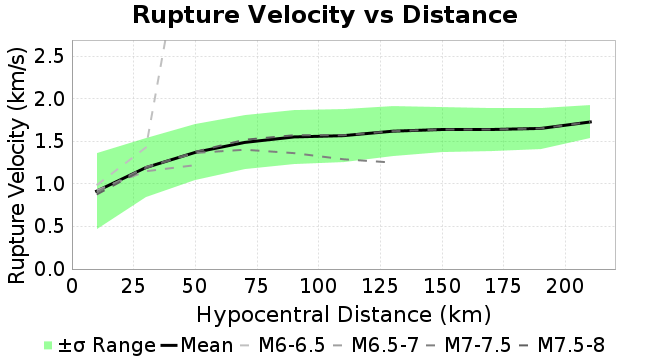 Rupture Velocity vs Distance
Rupture Velocity (km/s)
2.5
2.0
1.5
1.0
0.5
0.0
0 25 50 75 100 125 150 175 200
Hypocentral Distance (km)
±σ Range Mean M6-6.5 M6.5-7 M7-7.5 M7.5-8